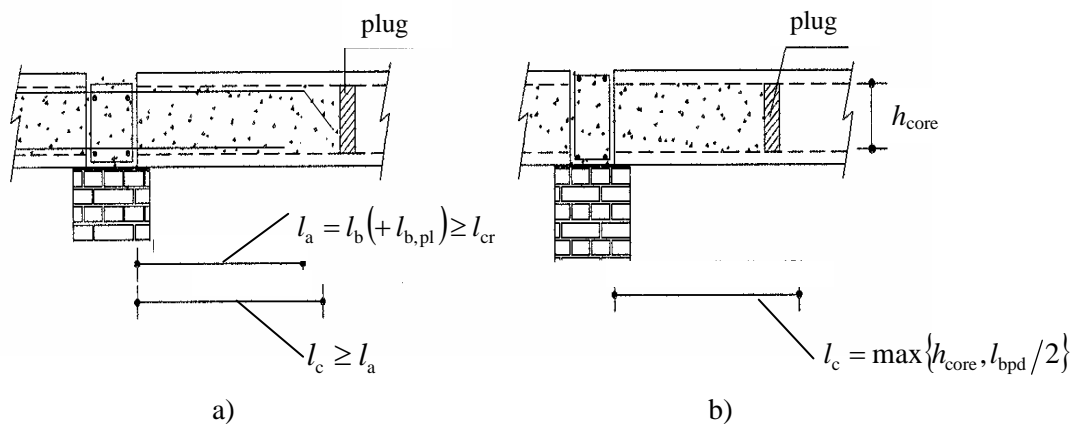 plug
plug
h_core
l_a = l_b(+ l_b,pl) ≥ l_cr
l_c ≥ l_a
l_c = max{h_core, l_bpd/2}
a)
b)